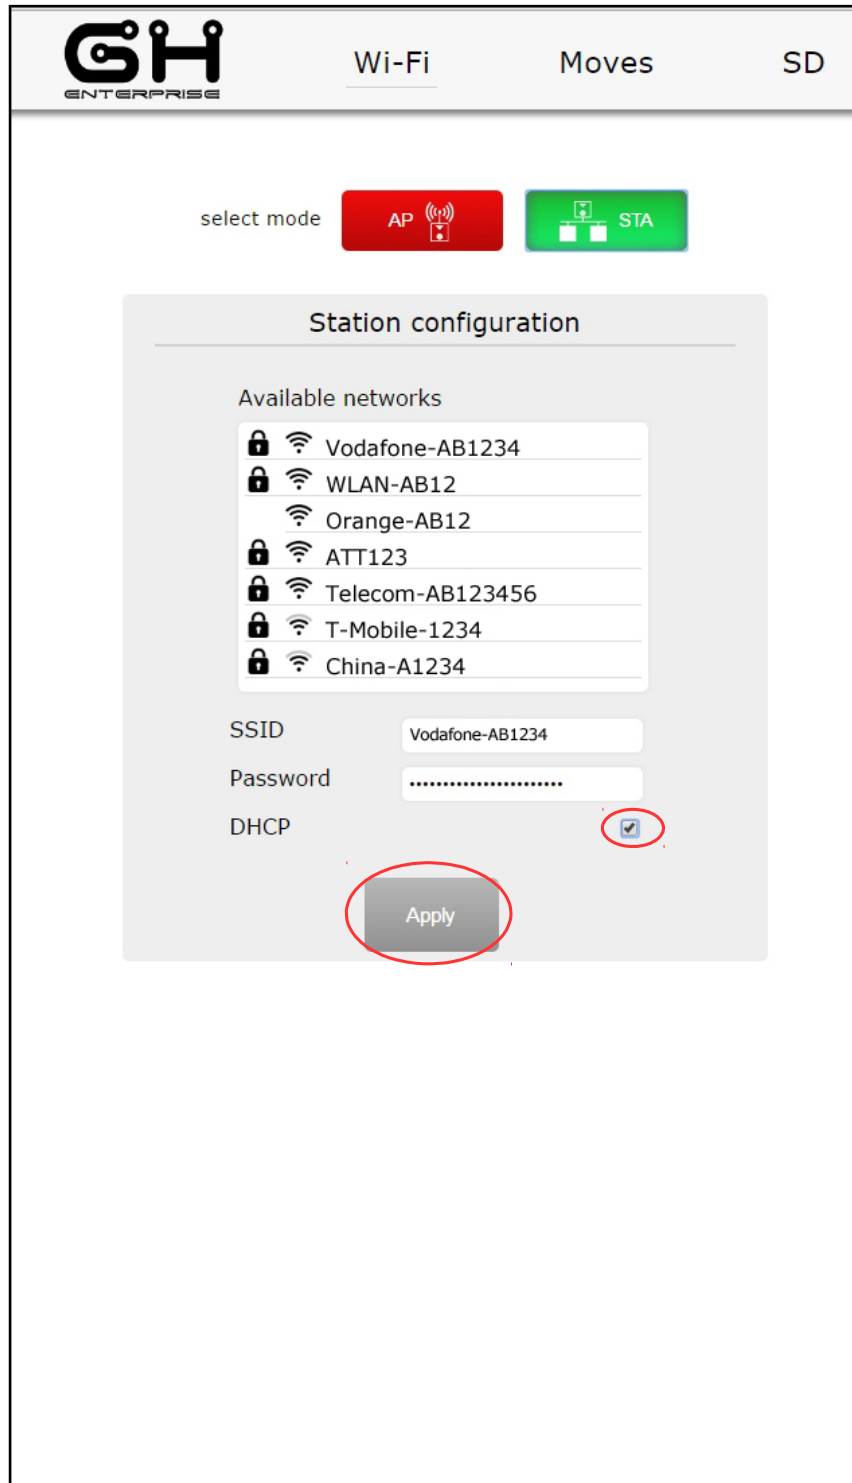 GH
ENTERPRISE
Wi-Fi Moves SD
select mode AP STA
Station configuration
Available networks
Vodafone-AB1234
WLAN-AB12
Orange-AB12
ATT123
Telecom-AB123456
T-Mobile-1234
China-A1234
SSID Vodafone-AB1234
Password •••••••••••••••••••••••
DHCP
Apply